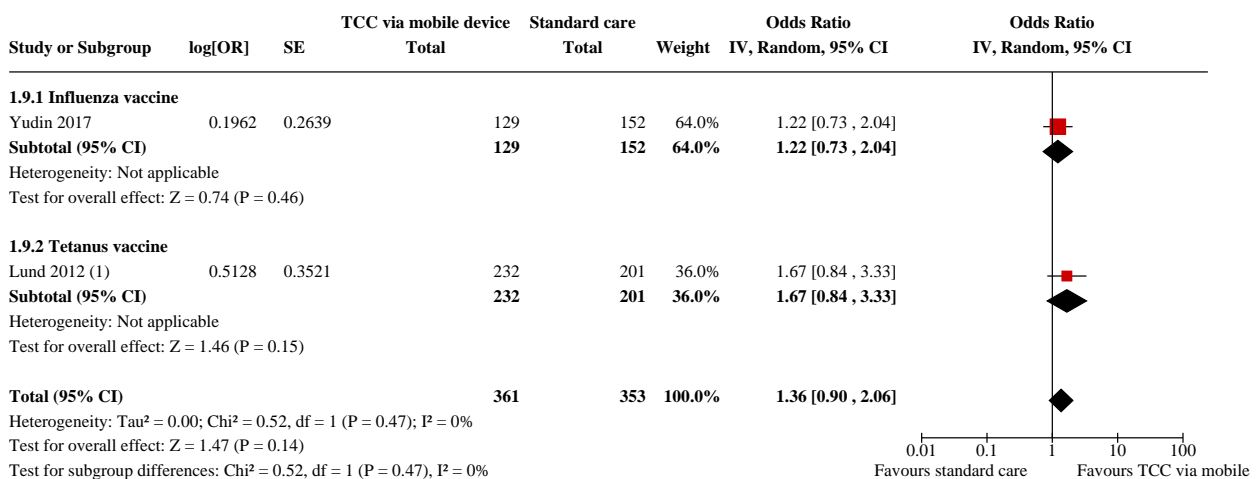 TCC via mobile device Standard care Odds Ratio Odds Ratio
Study or Subgroup log[OR] SE Total Total Weight IV, Random, 95% CI IV, Random, 95% CI
1.9.1 Influenza vaccine
Yudin 2017 0.1962 0.2639 129 152 64.0% 1.22 [0.73 , 2.04]
Subtotal (95% CI) 129 152 64.0% 1.22 [0.73 , 2.04]
Heterogeneity: Not applicable
Test for overall effect: Z = 0.74 (P = 0.46)
1.9.2 Tetanus vaccine
Lund 2012 (1) 0.5128 0.3521 232 201 36.0% 1.67 [0.84 , 3.33]
Subtotal (95% CI) 232 201 36.0% 1.67 [0.84 , 3.33]
Heterogeneity: Not applicable
Test for overall effect: Z = 1.46 (P = 0.15)
Total (95% CI) 361 353 100.0% 1.36 [0.90 , 2.06]
Heterogeneity: Tau² = 0.00; Chi² = 0.52, df = 1 (P = 0.47); I² = 0%
Test for overall effect: Z = 1.47 (P = 0.14)
0.01 0.1 1 10 100
Test for subgroup differences: Chi² = 0.52, df = 1 (P = 0.47), I² = 0%
Favours standard care Favours TCC via mobile